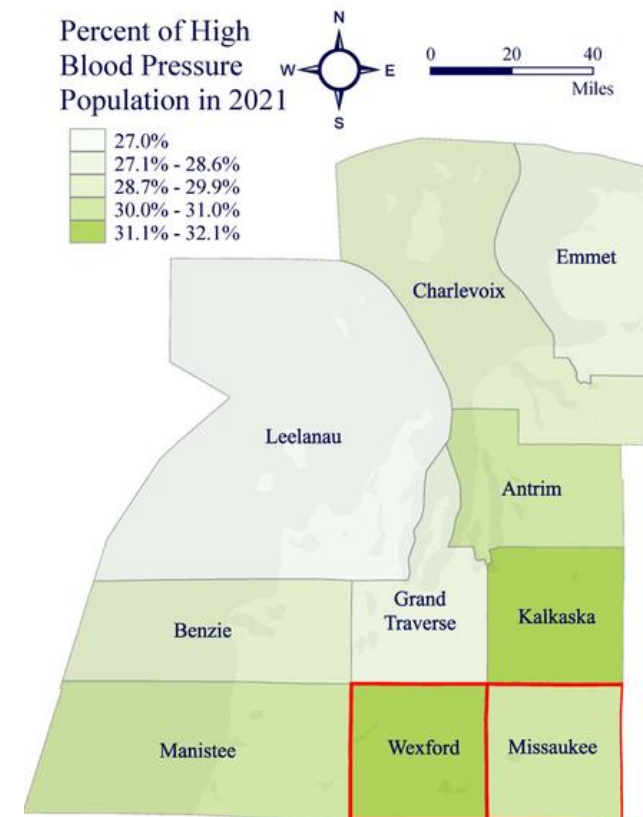 Percent of High
Blood Pressure
Population in 2021
N
W
E
S
0 20 40
Miles
27.0%
27.1% - 28.6%
28.7% - 29.9%
30.0% - 31.0%
31.1% - 32.1%
Emmet
Charlevoix
Leelanau
Antrim
Grand
Traverse
Kalkaska
Benzie
Manistee
Wexford
Missaukee